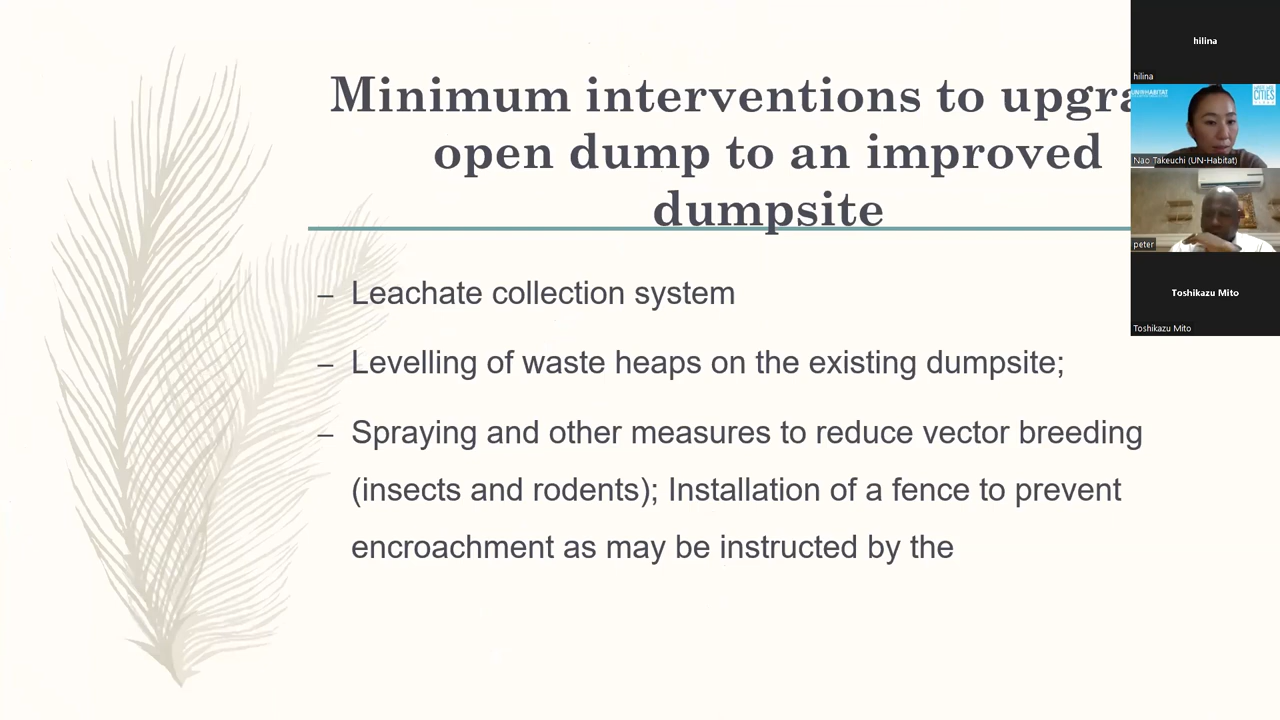 Minimum interventions to upgra
open dump to an improved
dumpsite
– Leachate collection system
– Levelling of waste heaps on the existing dumpsite;
– Spraying and other measures to reduce vector breeding
(insects and rodents); Installation of a fence to prevent
encroachment as may be instructed by the
hilina
hilina
UN-HABITAT
CITIES
Nao Takeuchi (UN-Habitat)
peter
Toshikazu Mito
Toshikazu Mito